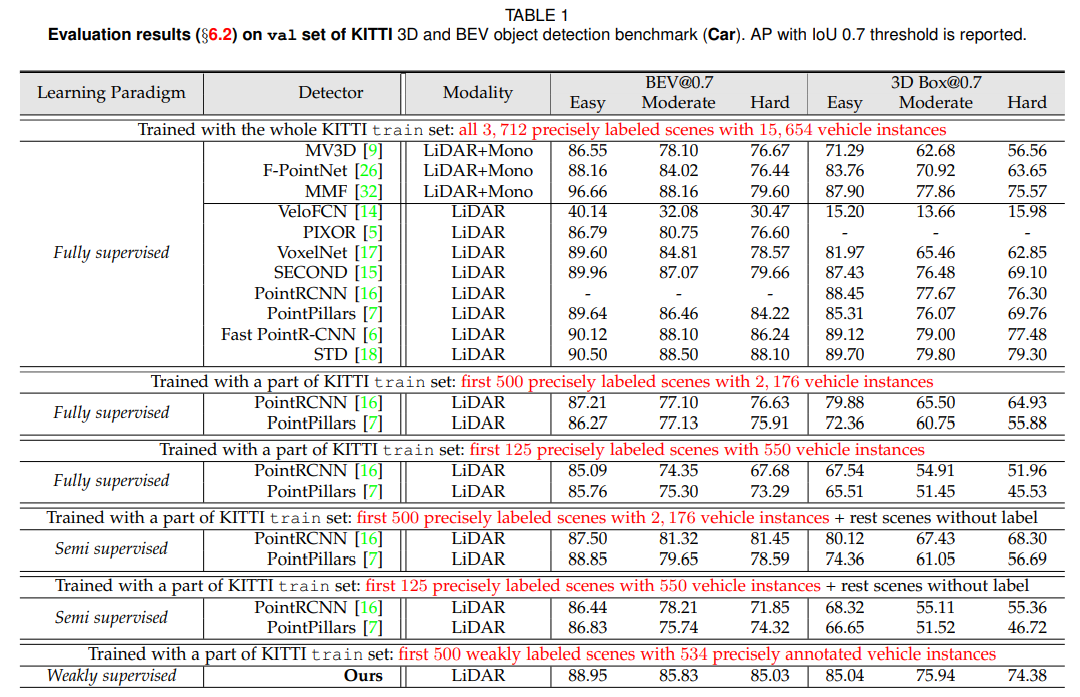 TABLE 1
Evaluation results (§6.2) on val set of KITTI 3D and BEV object detection benchmark (Car). AP with IoU 0.7 threshold is reported.
Learning Paradigm Detector Modality BEV@0.7 3D Box@0.7
Easy Moderate Hard Easy Moderate Hard
Trained with the whole KITTI train set: all 3, 712 precisely labeled scenes with 15, 654 vehicle instances
MV3D [9] LiDAR+Mono 86.55 78.10 76.67 71.29 62.68 56.56
F-PointNet [26] LiDAR+Mono 88.16 84.02 76.44 83.76 70.92 63.65
MMF [32] LiDAR+Mono 96.66 88.16 79.60 87.90 77.86 75.57
VeloFCN [14] LiDAR 40.14 32.08 30.47 15.20 13.66 15.98
PIXOR [5] LiDAR 86.79 80.75 76.60 - - -
Fully supervised VoxelNet [17] LiDAR 89.60 84.81 78.57 81.97 65.46 62.85
SECOND [15] LiDAR 89.96 87.07 79.66 87.43 76.48 69.10
PointRCNN [16] LiDAR - - - 88.45 77.67 76.30
PointPillars [7] LiDAR 89.64 86.46 84.22 85.31 76.07 69.76
Fast PointR-CNN [6] LiDAR 90.12 88.10 86.24 89.12 79.00 77.48
STD [18] LiDAR 90.50 88.50 88.10 89.70 79.80 79.30
Trained with a part of KITTI train set: first 500 precisely labeled scenes with 2, 176 vehicle instances
Fully supervised PointRCNN [16] LiDAR 87.21 77.10 76.63 79.88 65.50 64.93
PointPillars [7] LiDAR 86.27 77.13 75.91 72.36 60.75 55.88
Trained with a part of KITTI train set: first 125 precisely labeled scenes with 550 vehicle instances
Fully supervised PointRCNN [16] LiDAR 85.09 74.35 67.68 67.54 54.91 51.96
PointPillars [7] LiDAR 85.76 75.30 73.29 65.51 51.45 45.53
Trained with a part of KITTI train set: first 500 precisely labeled scenes with 2, 176 vehicle instances + rest scenes without label
Semi supervised PointRCNN [16] LiDAR 87.50 81.32 81.45 80.12 67.43 68.30
PointPillars [7] LiDAR 88.85 79.65 78.59 74.36 61.05 56.69
Trained with a part of KITTI train set: first 125 precisely labeled scenes with 550 vehicle instances + rest scenes without label
Semi supervised PointRCNN [16] LiDAR 86.44 78.21 71.85 68.32 55.11 55.36
PointPillars [7] LiDAR 86.83 75.74 74.32 66.65 51.52 46.72
Trained with a part of KITTI train set: first 500 weakly labeled scenes with 534 precisely annotated vehicle instances
Weakly supervised Ours LiDAR 88.95 85.83 85.03 85.04 75.94 74.38